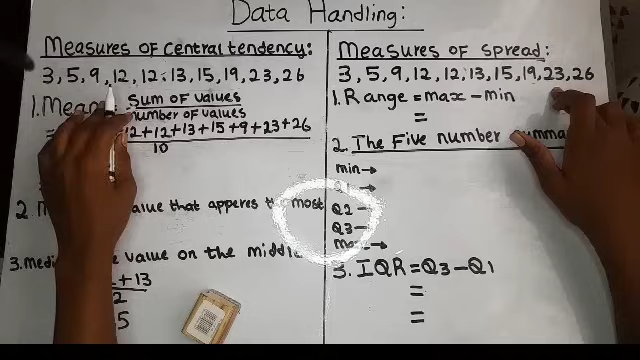 Data Handling:
Measures of Central tendency:
3, 5, 9, 12, 12, 13, 15, 19, 23, 26
1. Mean: Sum of values
number of values
= 12+12+13+15+9+23+26
10
2. value that apperes the most
3. value on the middle
+13
2
5
Measures of spread:
3, 5, 9, 12, 12, 13, 15, 19, 23, 26
1. Range = max - min
=
2. The Five number
min→
Q2
Q3
3. IQR = Q3 - Q1
=
=